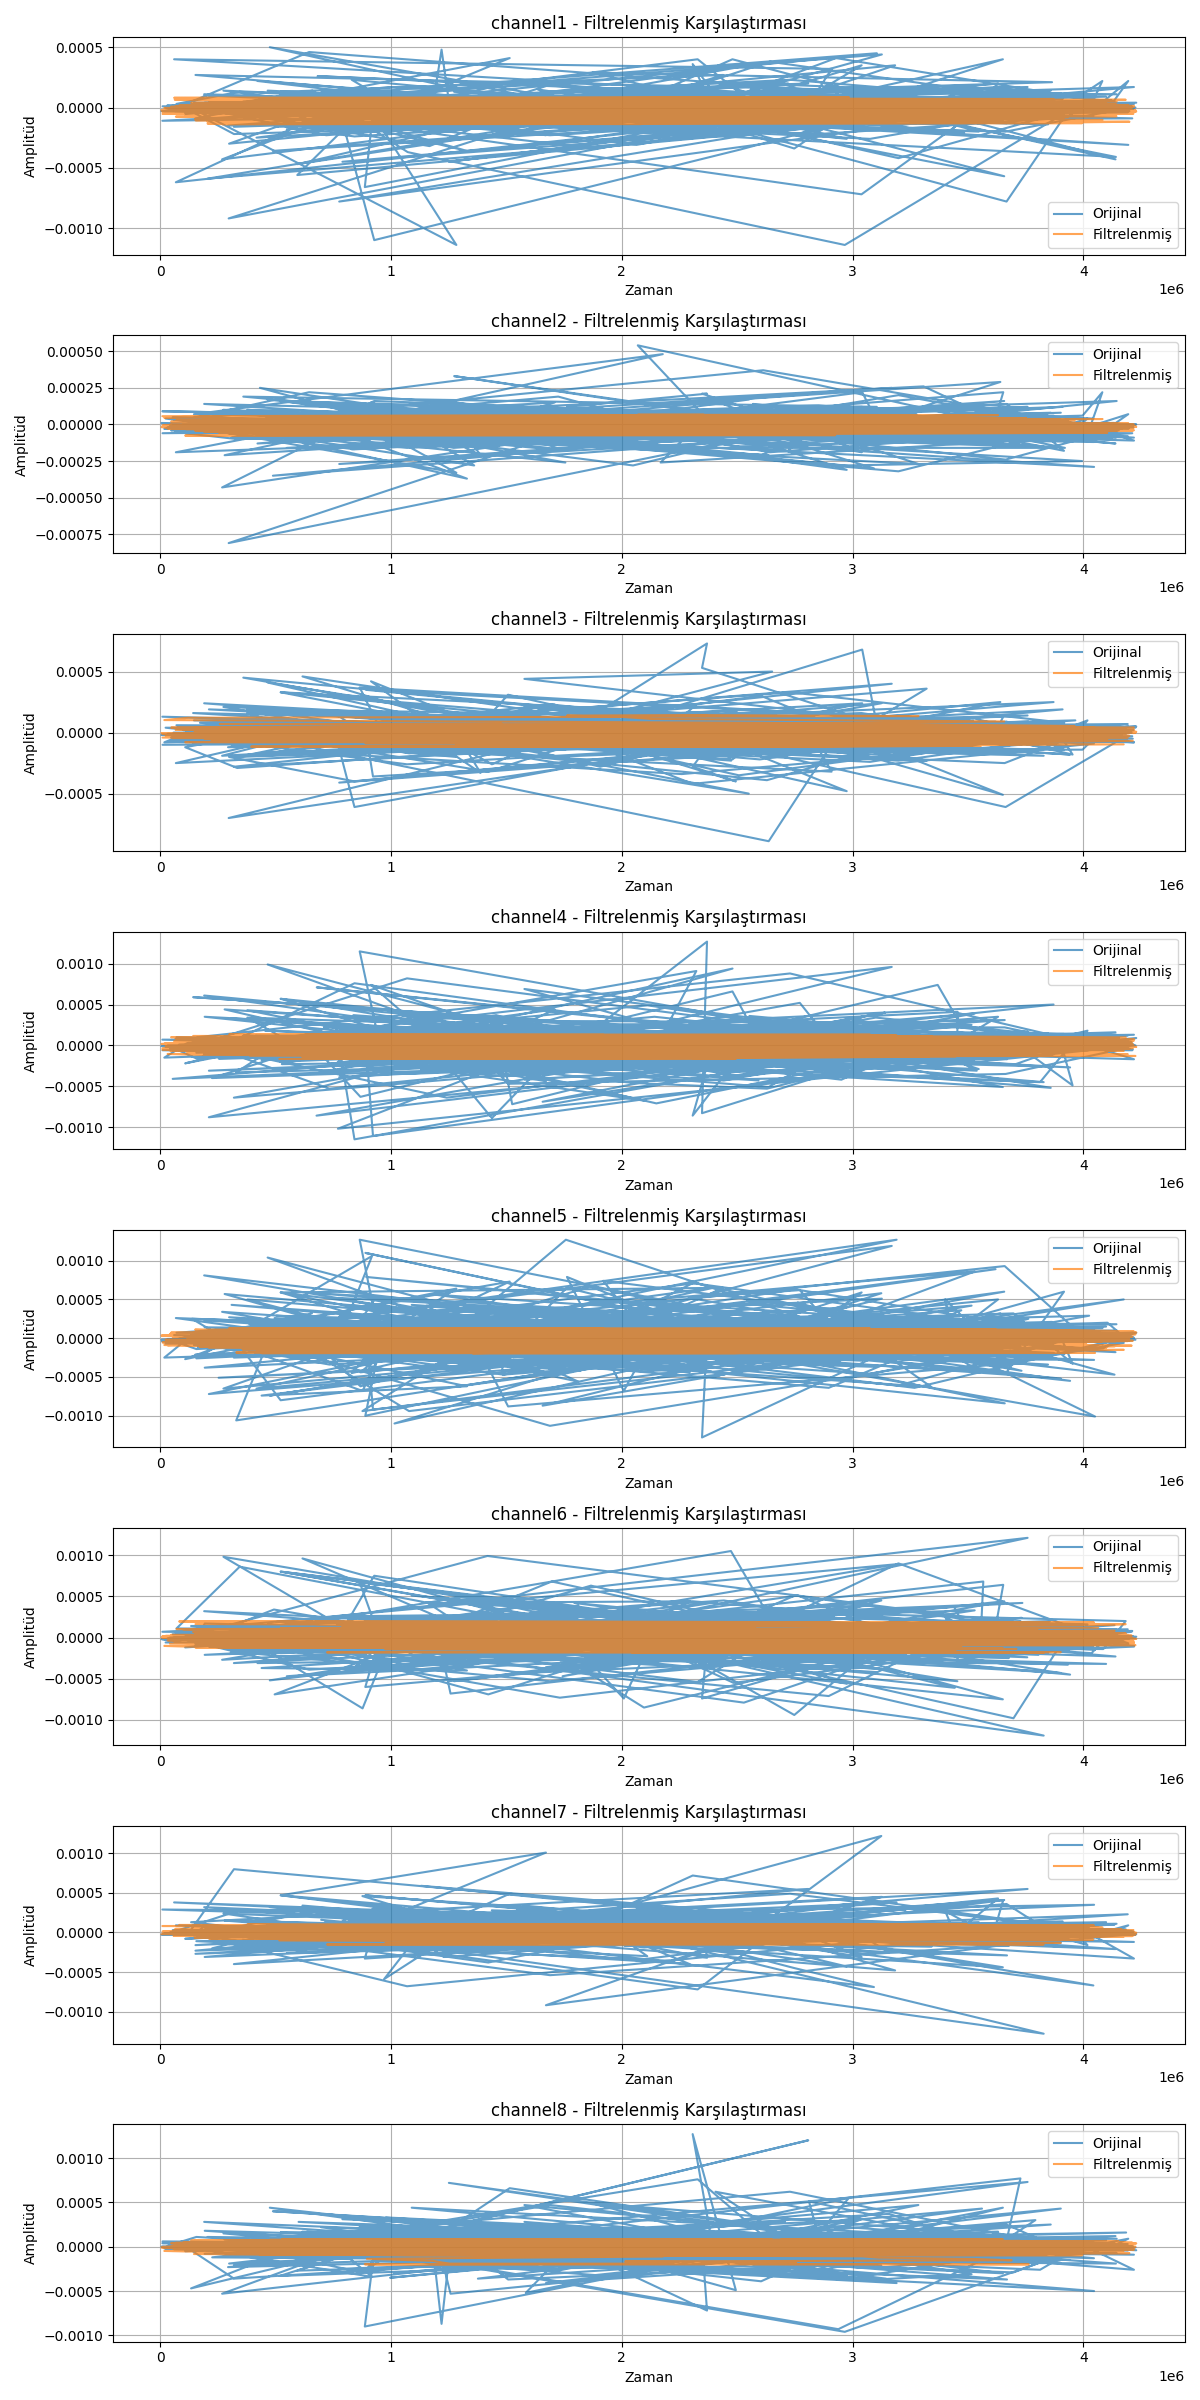 channel1 - Filtrelenmiş Karşılaştırması
0.0005
0.0000
−0.0005
−0.0010
Amplitüd
Orijinal
Filtrelenmiş
0 1 2 3 4
1e6
Zaman
channel2 - Filtrelenmiş Karşılaştırması
0.00050
0.00025
0.00000
−0.00025
−0.00050
−0.00075
Amplitüd
Orijinal
Filtrelenmiş
0 1 2 3 4
1e6
Zaman
channel3 - Filtrelenmiş Karşılaştırması
0.0005
0.0000
−0.0005
Amplitüd
Orijinal
Filtrelenmiş
0 1 2 3 4
1e6
Zaman
channel4 - Filtrelenmiş Karşılaştırması
0.0010
0.0005
0.0000
−0.0005
−0.0010
Amplitüd
Orijinal
Filtrelenmiş
0 1 2 3 4
1e6
Zaman
channel5 - Filtrelenmiş Karşılaştırması
0.0010
0.0005
0.0000
−0.0005
−0.0010
Amplitüd
Orijinal
Filtrelenmiş
0 1 2 3 4
1e6
Zaman
channel6 - Filtrelenmiş Karşılaştırması
0.0010
0.0005
0.0000
−0.0005
−0.0010
Amplitüd
Orijinal
Filtrelenmiş
0 1 2 3 4
1e6
Zaman
channel7 - Filtrelenmiş Karşılaştırması
0.0010
0.0005
0.0000
−0.0005
−0.0010
Amplitüd
Orijinal
Filtrelenmiş
0 1 2 3 4
1e6
Zaman
channel8 - Filtrelenmiş Karşılaştırması
0.0010
0.0005
0.0000
−0.0005
−0.0010
Amplitüd
Orijinal
Filtrelenmiş
0 1 2 3 4
1e6
Zaman